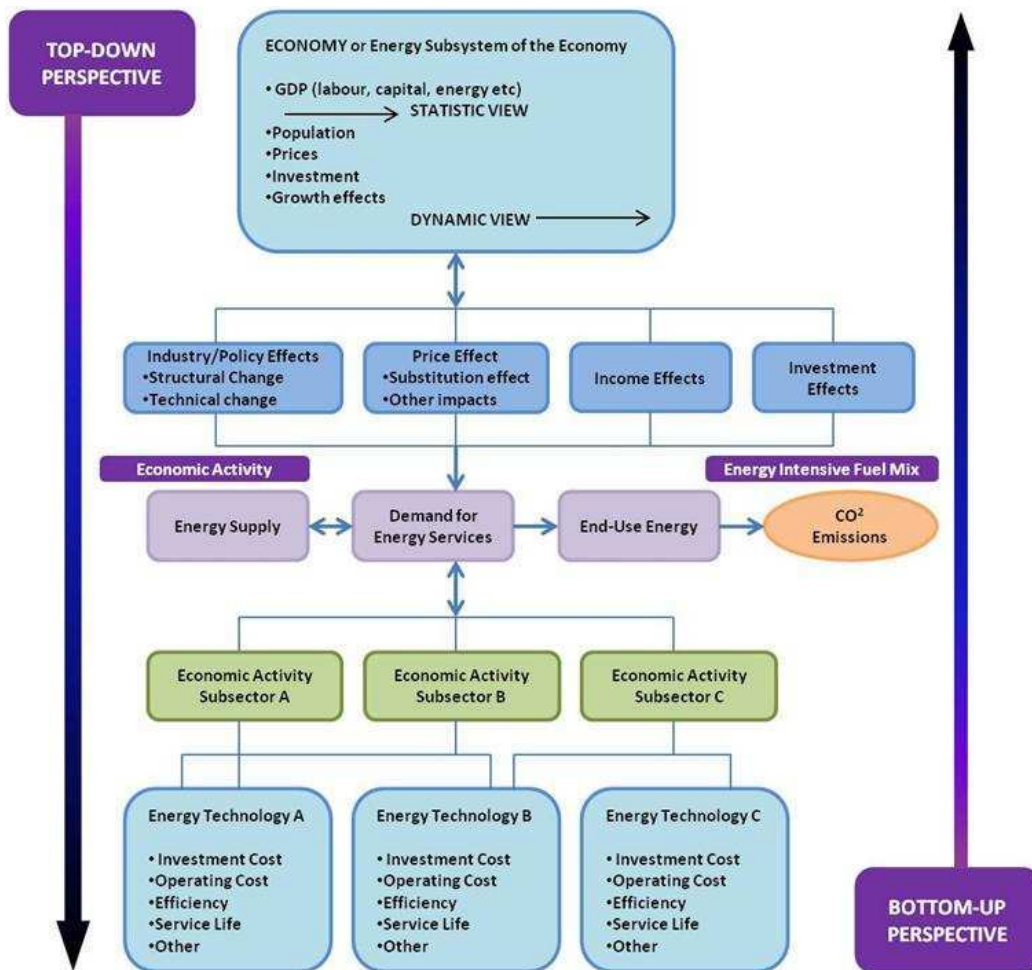 TOP-DOWN
PERSPECTIVE
ECONOMY or Energy Subsystem of the Economy
•GDP (labour, capital, energy etc)
STATISTIC VIEW
•Population
•Prices
•Investment
•Growth effects
DYNAMIC VIEW
Industry/Policy Effects
•Structural Change
•Technical change
Price Effect
•Substitution effect
•Other impacts
Income Effects
Investment
Effects
Economic Activity
Energy Intensive Fuel Mix
Energy Supply
Demand for
Energy Services
End-Use Energy
CO²
Emissions
Economic Activity
Subsector A
Economic Activity
Subsector B
Economic Activity
Subsector C
Energy Technology A
• Investment Cost
•Operating Cost
•Efficiency
•Service Life
•Other
Energy Technology B
• Investment Cost
•Operating Cost
•Efficiency
•Service Life
•Other
Energy Technology C
• Investment Cost
•Operating Cost
•Efficiency
•Service Life
•Other
BOTTOM-UP
PERSPECTIVE